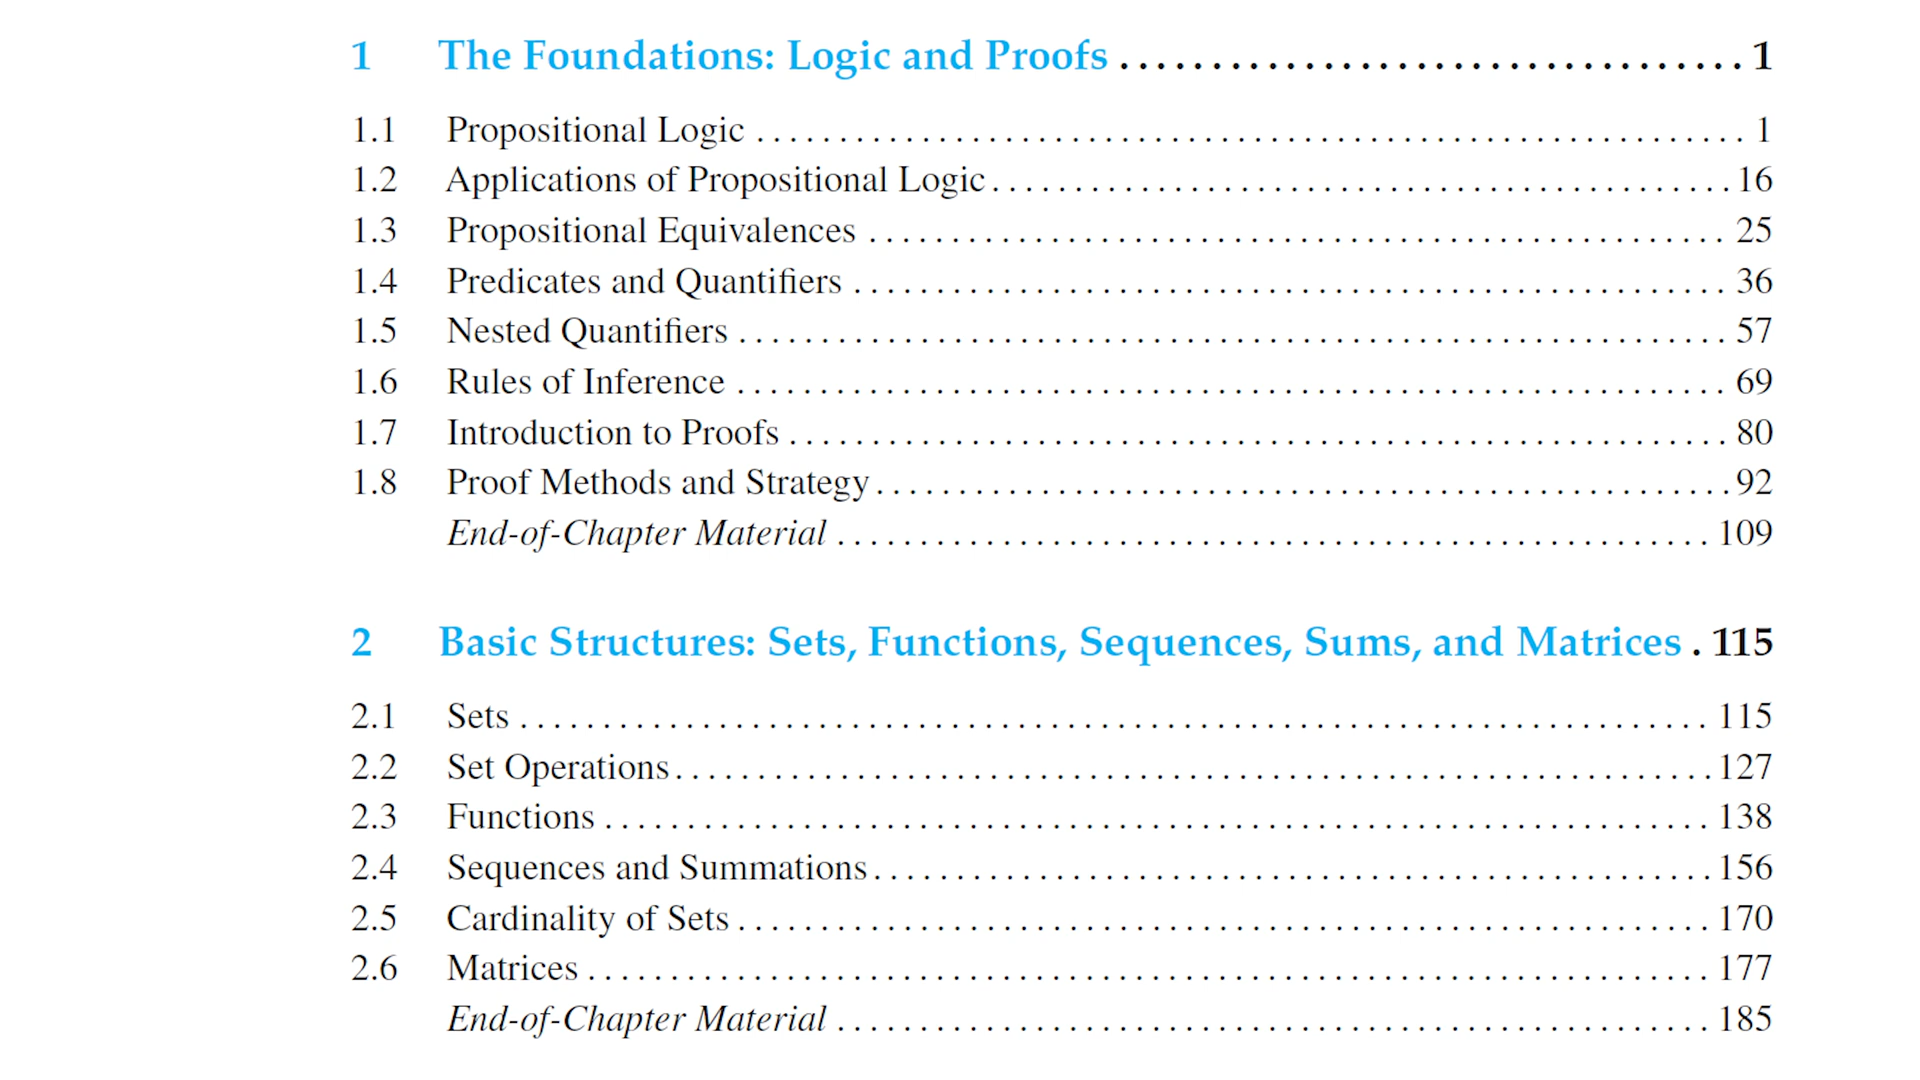 1 The Foundations: Logic and Proofs .................................. 1
1.1 Propositional Logic ............................................................ 1
1.2 Applications of Propositional Logic ............................................. 16
1.3 Propositional Equivalences .................................................... 25
1.4 Predicates and Quantifiers ..................................................... 36
1.5 Nested Quantifiers ............................................................ 57
1.6 Rules of Inference ............................................................ 69
1.7 Introduction to Proofs ......................................................... 80
1.8 Proof Methods and Strategy .................................................... 92
End-of-Chapter Material ..................................................... 109
2 Basic Structures: Sets, Functions, Sequences, Sums, and Matrices . 115
2.1 Sets ........................................................................ 115
2.2 Set Operations ............................................................... 127
2.3 Functions ................................................................... 138
2.4 Sequences and Summations ................................................... 156
2.5 Cardinality of Sets ........................................................... 170
2.6 Matrices .................................................................... 177
End-of-Chapter Material ..................................................... 185